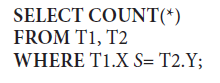 SELECT COUNT(*)
FROM T1, T2
WHERE T1.X S= T2.Y;